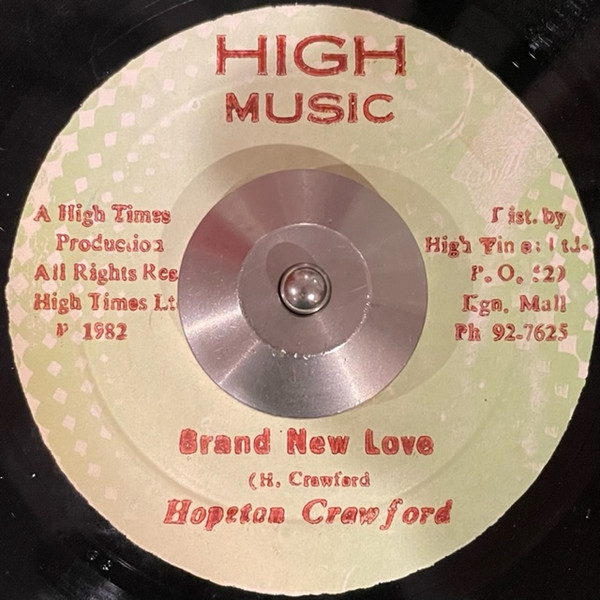 HIGH
MUSIC
A High Times
Production
All Rights Res
High Times Lt
P 1982
Dist. by
High Times Ltd.
P.O.
Kgn. Mall
Ph 92-7625
Brand New Love
(H. Crawford
Hopeton Crawford